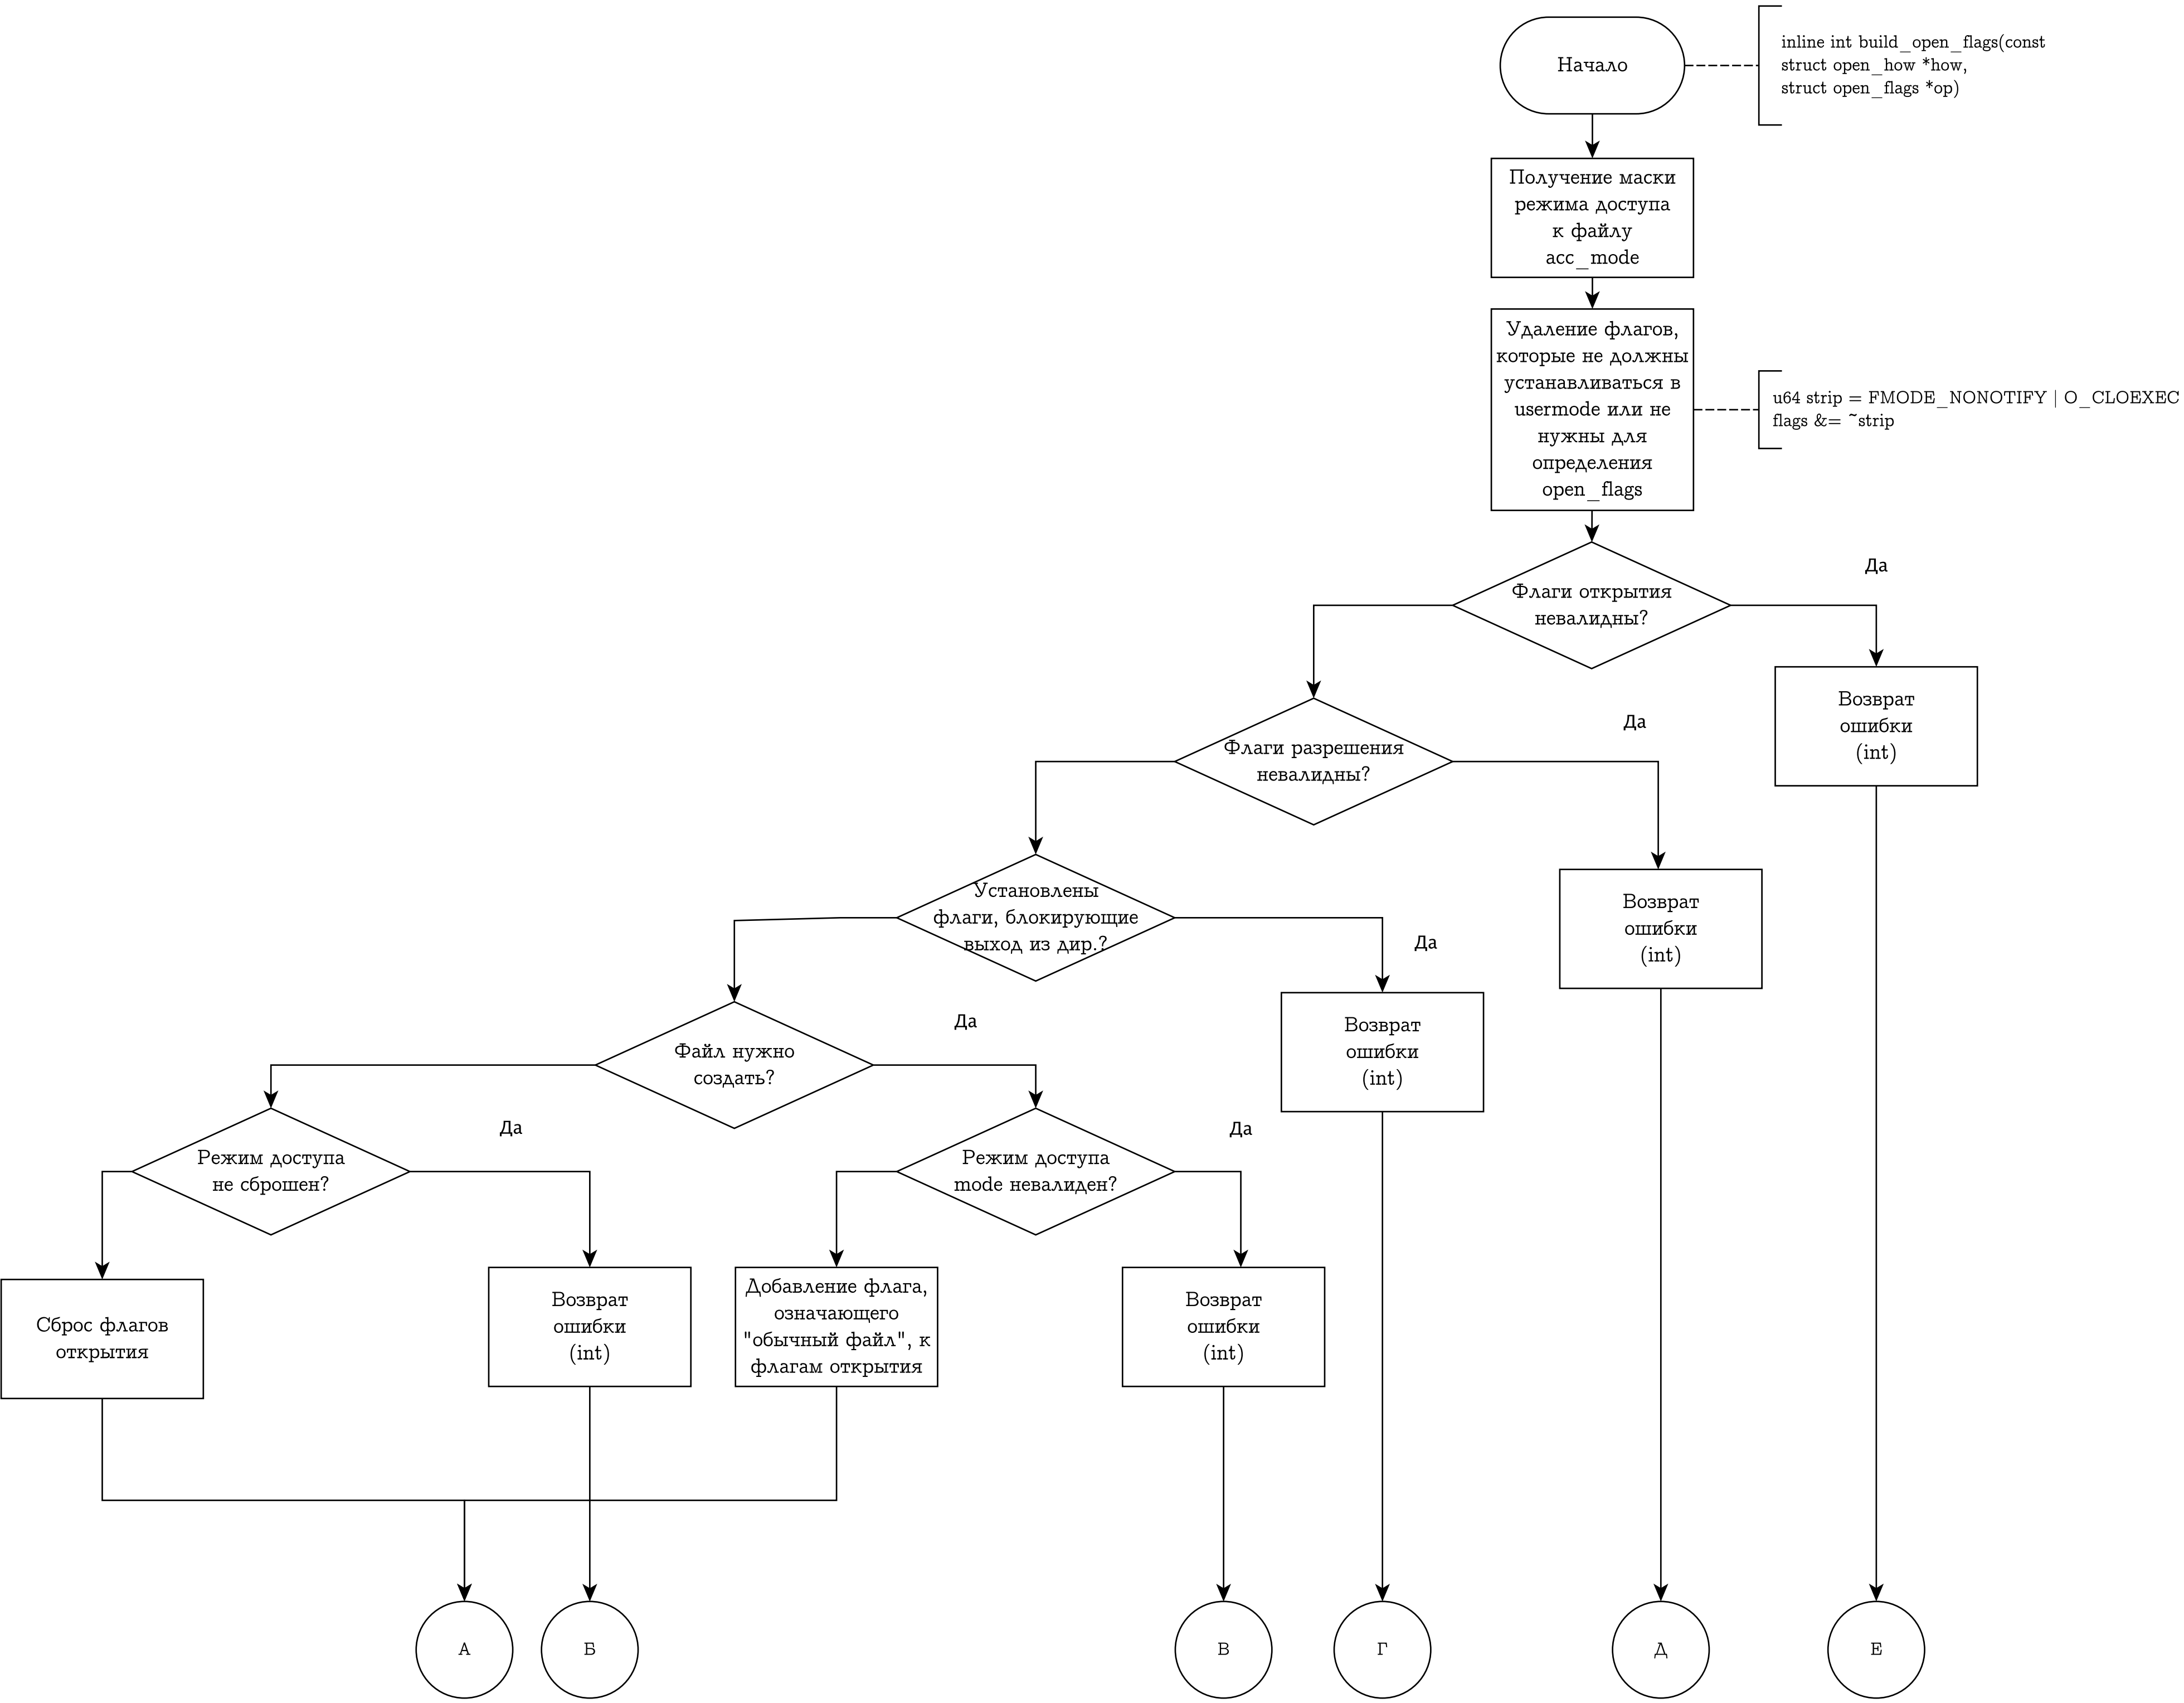 Начало
inline int build_open_flags(const
struct open_how *how,
struct open_flags *op)
Получение маски
режима доступа
к файлу
acc_mode
Удаление флагов,
которые не должны
устанавливаться в
usermode или не
нужны для
определения
open_flags
u64 strip = FMODE_NONOTIFY | O_CLOEXEC
flags &= ~strip
Флаги открытия
невалидны?
Да
Возврат
ошибки
(int)
Флаги разрешения
невалидны?
Да
Возврат
ошибки
(int)
Установлены
флаги, блокирующие
выход из дир.?
Да
Возврат
ошибки
(int)
Файл нужно
создать?
Да
Режим доступа
не сброшен?
Да
Режим доступа
mode невалиден?
Да
Сброс флагов
открытия
Возврат
ошибки
(int)
Добавление флага,
означающего
"обычный файл", к
флагам открытия
Возврат
ошибки
(int)
А
Б
В
Г
Д
Е